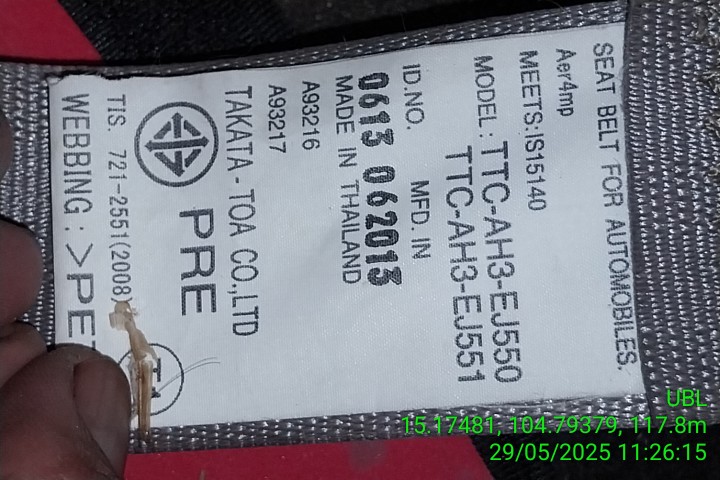 SEAT BELT FOR AUTOMOBILES.
Aer4mp
MEETS:IS15140
MODEL: TTC-AH3-EJ550
TTC-AH3-EJ551
ID.NO. MFD. IN
0613 062013
MADE IN THAILAND
A93216
A93217
TAKATA-TOA CO.,LTD
PRE
TIS. 721-2551(2008)
WEBBING : >PET
UBL
15.17481, 104.79379, 117.8m
29/05/2025 11:26:15